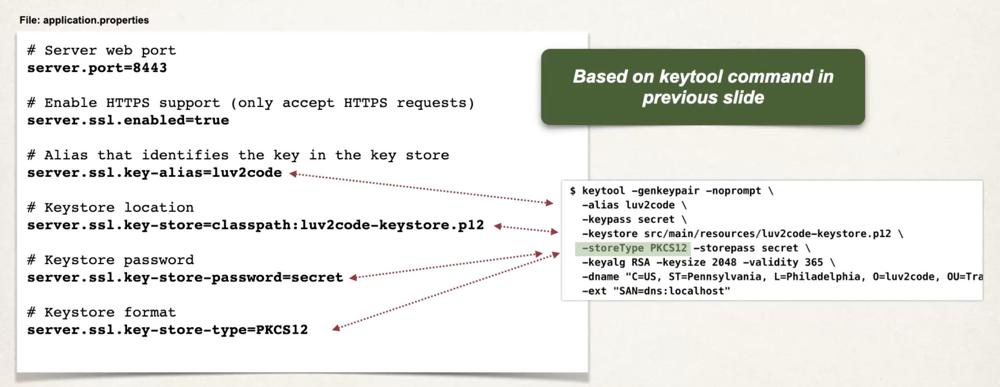 File: application.properties
# Server web port
server.port=8443
# Enable HTTPS support (only accept HTTPS requests)
server.ssl.enabled=true
# Alias that identifies the key in the key store
server.ssl.key-alias=luv2code
# Keystore location
server.ssl.key-store=classpath:luv2code-keystore.p12
# Keystore password
server.ssl.key-store-password=secret
# Keystore format
server.ssl.key-store-type=PKCS12
Based on keytool command in
previous slide
$ keytool -genkeypair -noprompt \
-alias luv2code \
-keypass secret \
-keystore src/main/resources/luv2code-keystore.p12 \
-storeType PKCS12 -storepass secret \
-keyalg RSA -keysize 2048 -validity 365 \
-dname "C=US, ST=Pennsylvania, L=Philadelphia, O=luv2code, OU=Tra
-ext "SAN=dns:localhost"